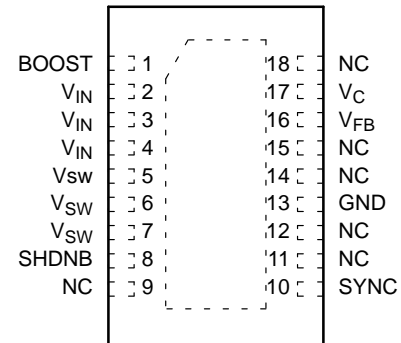 BOOST 1 18 NC
VIN 2 17 VC
VIN 3 16 VFB
VIN 4 15 NC
Vsw 5 14 NC
VSW 6 13 GND
VSW 7 12 NC
SHDNB 8 11 NC
NC 9 10 SYNC